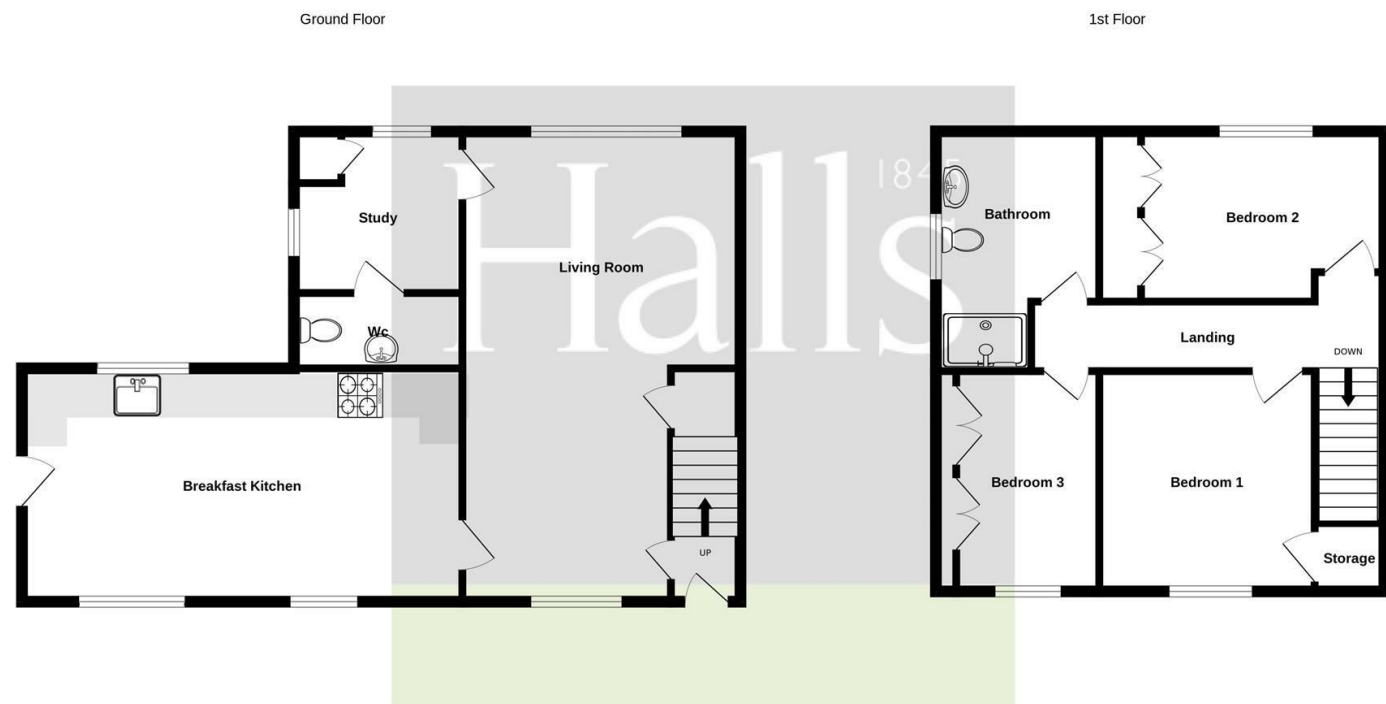 Ground Floor
1st Floor
1845
Halls
Study
Bathroom
Bedroom 2
Living Room
Wc
Landing
DOWN
Breakfast Kitchen
Bedroom 3
Bedroom 1
UP
Storage